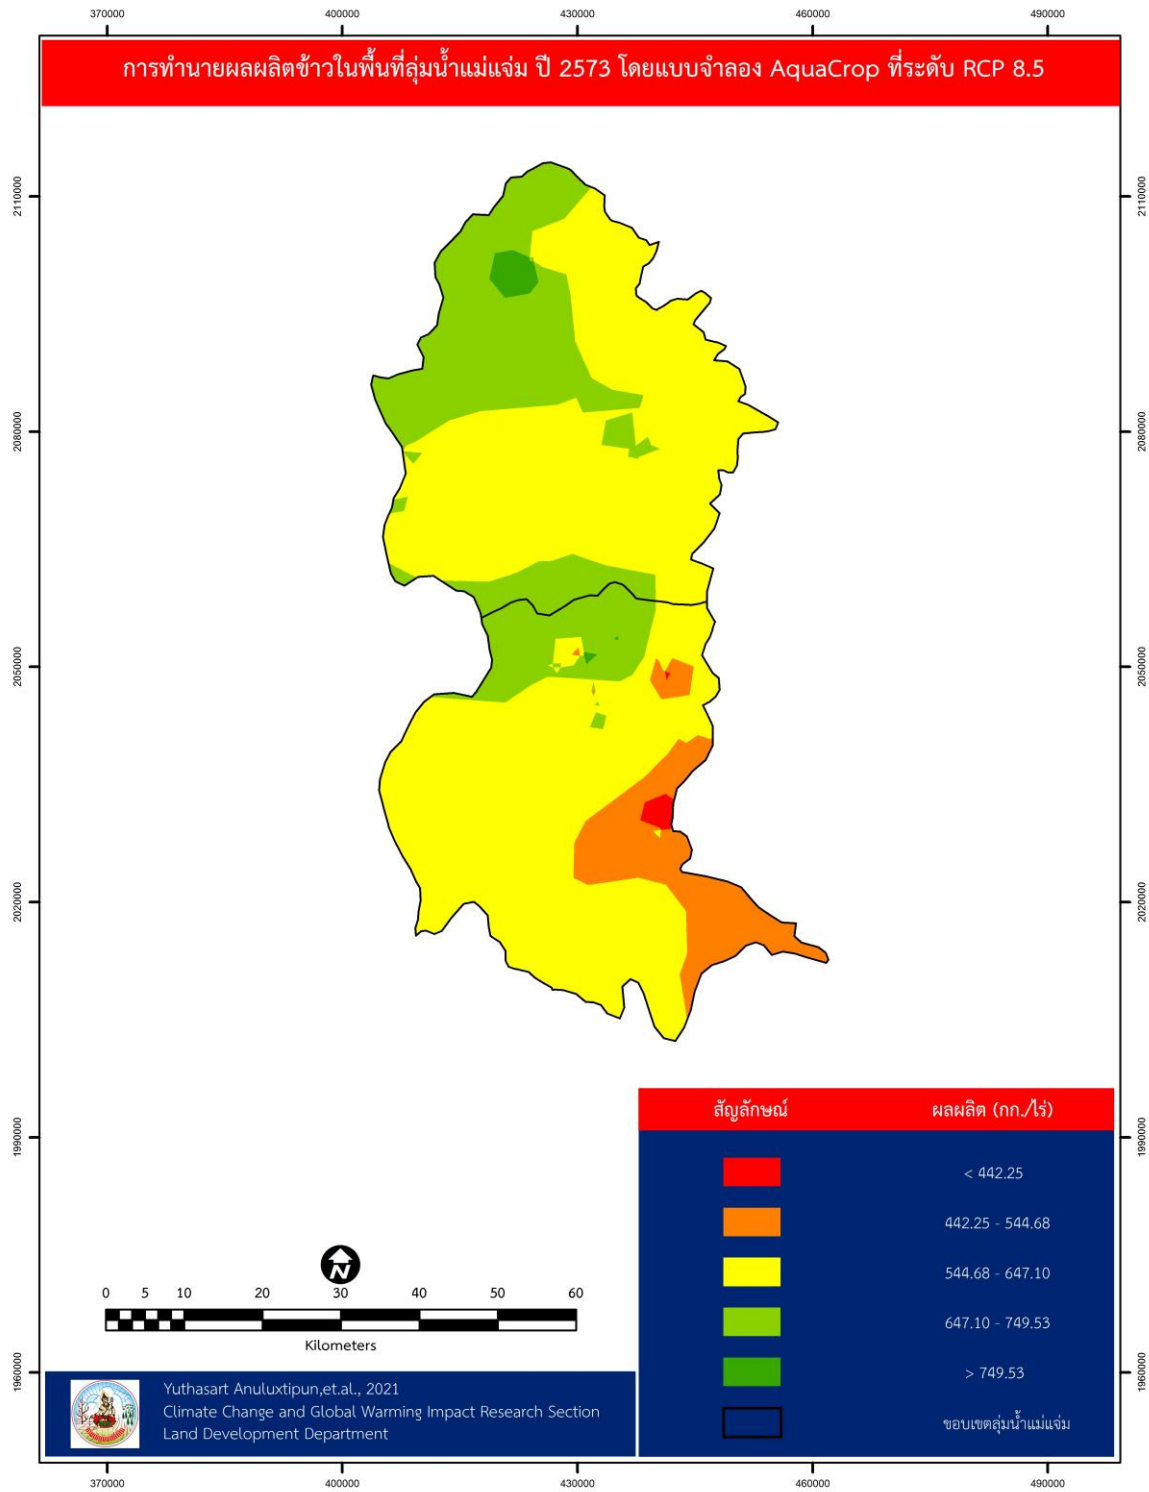 370000 400000 430000 460000 490000
การทำนายผลผลิตข้าวในพื้นที่ลุ่มน้ำแม่แจ่ม ปี 2573 โดยแบบจำลอง AquaCrop ที่ระดับ RCP 8.5
2110000 2110000
2080000 2080000
2050000 2050000
2020000 2020000
1990000 1990000
1960000 1960000
สัญลักษณ์ ผลผลิต (กก./ไร่)
< 442.25
442.25 - 544.68
544.68 - 647.10
647.10 - 749.53
> 749.53
ขอบเขตลุ่มน้ำแม่แจ่ม
N
0 5 10 20 30 40 50 60
Kilometers
Yuthasart Anuluxtipun,et.al., 2021
Climate Change and Global Warming Impact Research Section
Land Development Department
370000 400000 430000 460000 490000